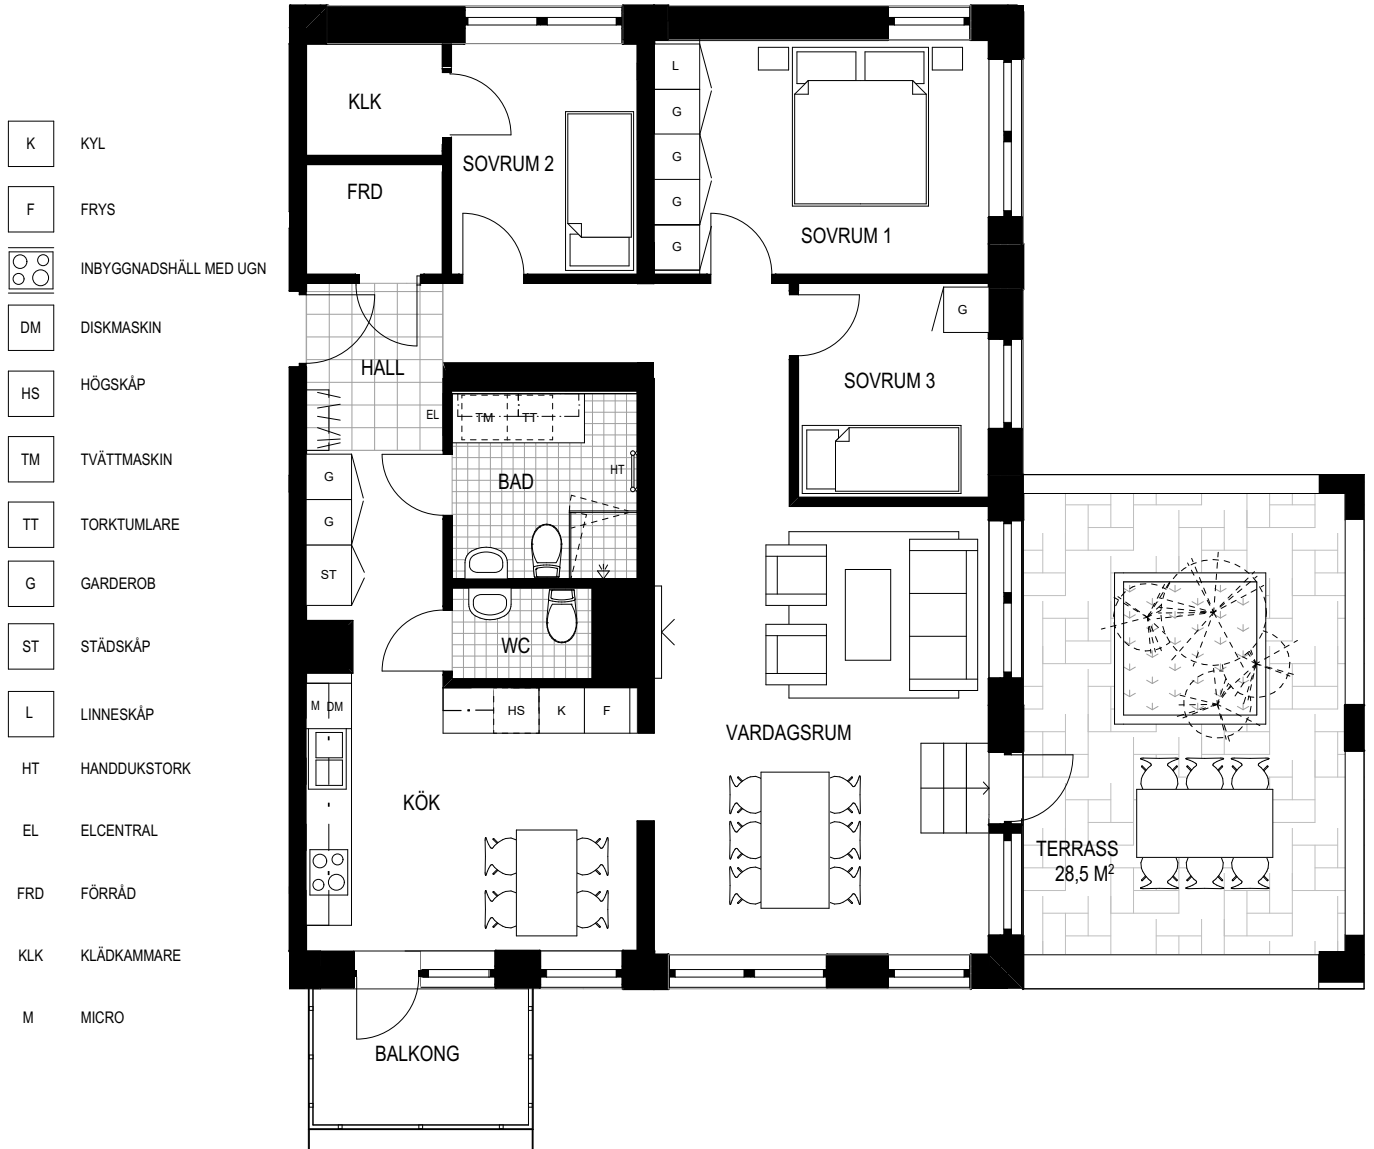 K KYL
F FRYS
INBYGGNADSHÄLL MED UGN
DM DISKMASKIN
HS HÖGSKÅP
TM TVÄTTMASKIN
TT TORKTUMLARE
G GARDEROB
ST STÄDSKÅP
L LINNESKÅP
HT HANDDUKSTORK
EL ELCENTRAL
FRD FÖRRÅD
KLK KLÄDKAMMARE
M MICRO
KLK
FRD
SOVRUM 2
L
G
G
G
G
SOVRUM 1
G
SOVRUM 3
HALL
EL
TM TT
HT
BAD
G
G
ST
WC
M DM
HS K F
KÖK
VARDAGSRUM
TERRASS
28,5 M²
BALKONG